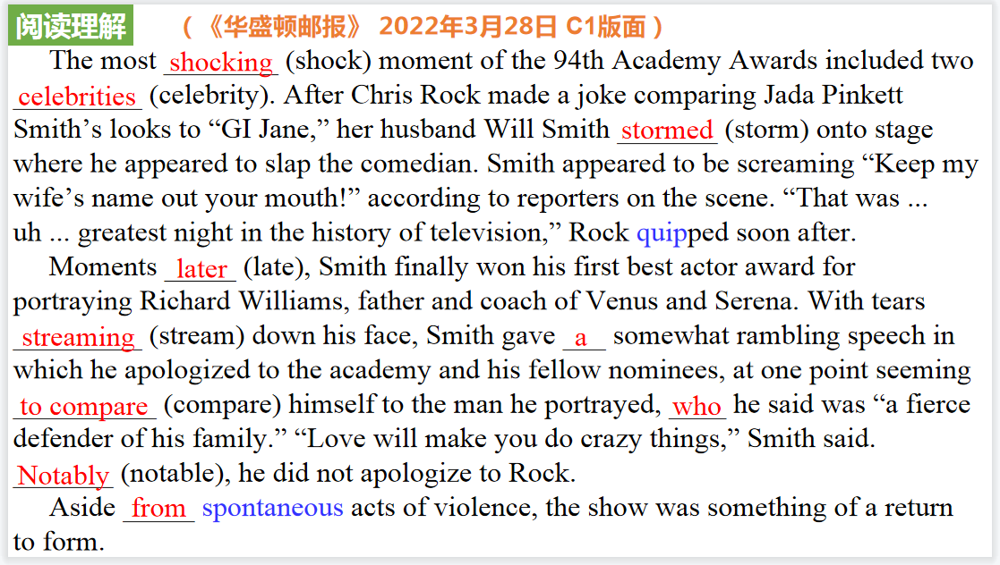 阅读理解 （《华盛顿邮报》 2022年3月28日 C1版面 ）
The most shocking (shock) moment of the 94th Academy Awards included two
celebrities (celebrity). After Chris Rock made a joke comparing Jada Pinkett
Smith’s looks to “GI Jane,” her husband Will Smith stormed (storm) onto stage
where he appeared to slap the comedian. Smith appeared to be screaming “Keep my
wife’s name out your mouth!” according to reporters on the scene. “That was ...
uh ... greatest night in the history of television,” Rock quipped soon after.
Moments later (late), Smith finally won his first best actor award for
portraying Richard Williams, father and coach of Venus and Serena. With tears
streaming (stream) down his face, Smith gave a somewhat rambling speech in
which he apologized to the academy and his fellow nominees, at one point seeming
to compare (compare) himself to the man he portrayed, who he said was “a fierce
defender of his family.” “Love will make you do crazy things,” Smith said.
Notably (notable), he did not apologize to Rock.
Aside from spontaneous acts of violence, the show was something of a return
to form.